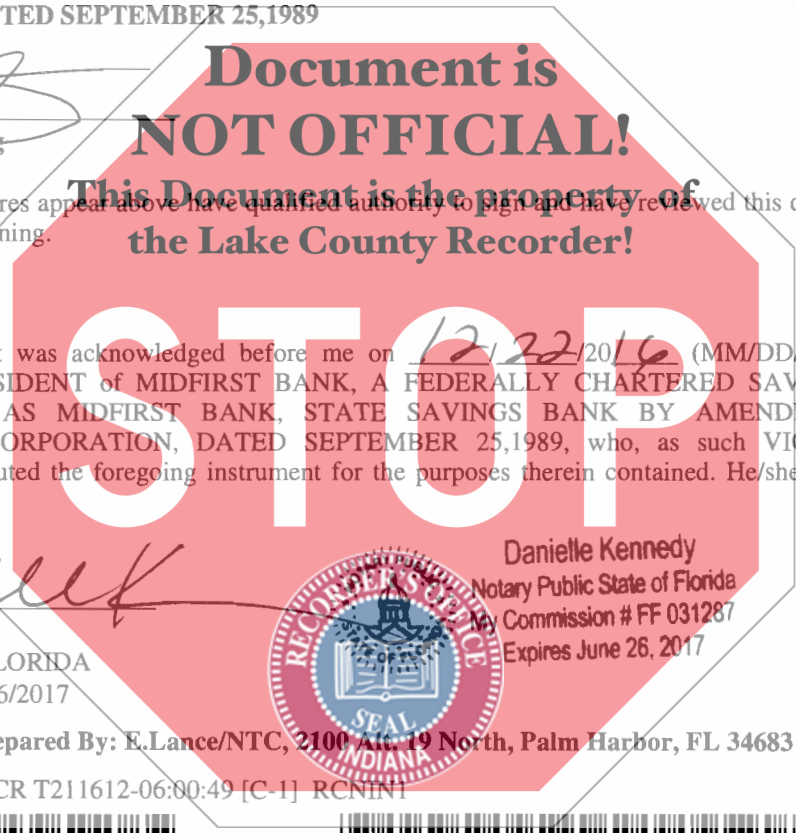 TED SEPTEMBER 25,1989
Document is
NOT OFFICIAL!
This Document is the property of
res appear above have qualified authority to sign and have reviewed this
ning.
the Lake County Recorder!
STOP
was acknowledged before me on 12/22/2016 (MM/DD/
SIDENT of MIDFIRST BANK, A FEDERALLY CHARTERED SAV
AS MIDFIRST BANK, STATE SAVINGS BANK BY AMEND
ORPORATION, DATED SEPTEMBER 25,1989, who, as such VI
uted the foregoing instrument for the purposes therein contained. He/she
Danielle Kennedy
Notary Public State of Florida
My Commission # FF 031287
Expires June 26, 2017
RECORDER'S OFFICE
STATE OF FLO
SEAL
INDIANA
LORIDA
6/2017
epared By: E.Lance/NTC, 2100 Alt. 19 North, Palm Harbor, FL 34683
CR T211612-06:00:49 [C-1] RCNIN1